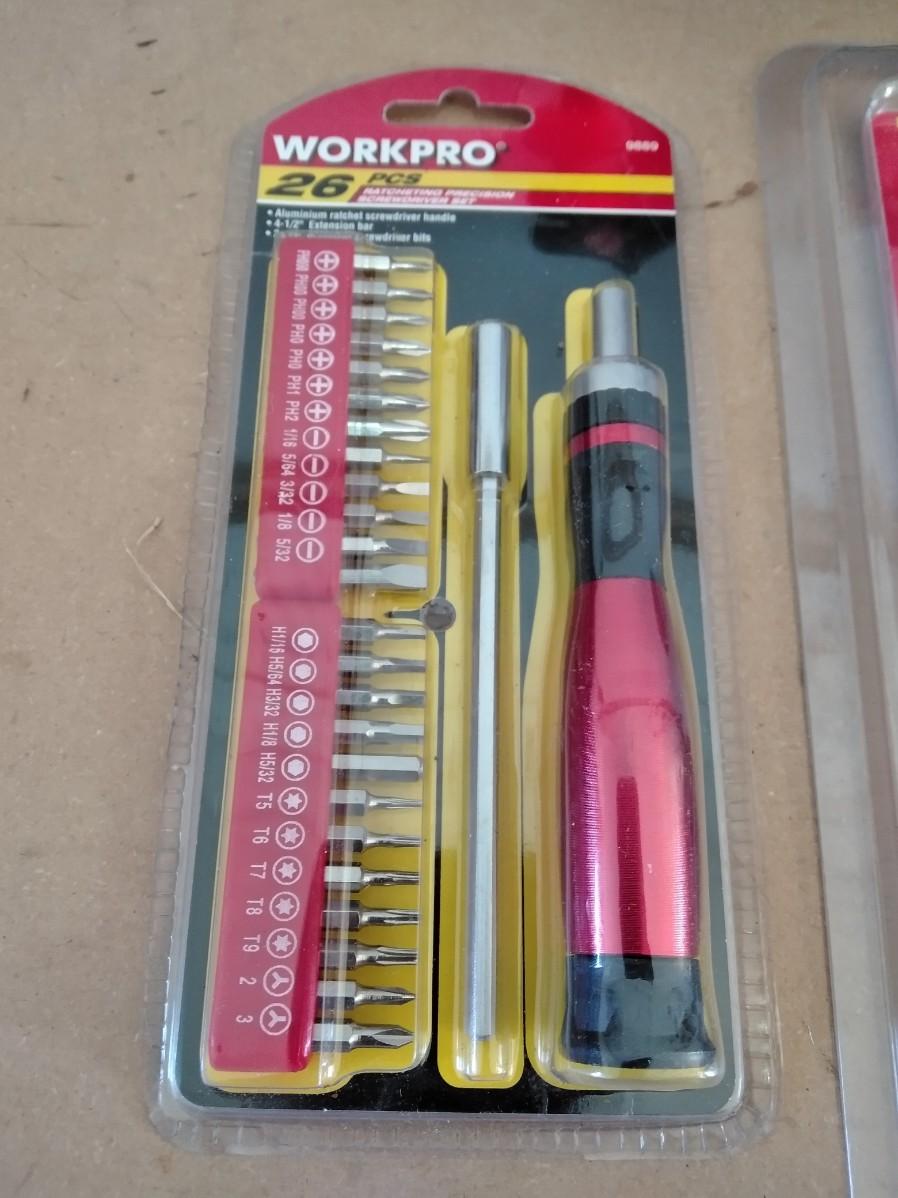 WORKPRO®
26 PCS
RATCHETING PRECISION
SCREWDRIVER SET
• Aluminium ratchet screwdriver handle
• 4-1/2" Extension bar
• screwdriver bits
PH000 PH00 PH00 PH0 PH0 PH1 PH2 1/16 5/64 3/32 1/8 5/32
H1/16 H5/64 H3/32 H1/8 H5/32 T5 T6 T7 T8 T9 2 3